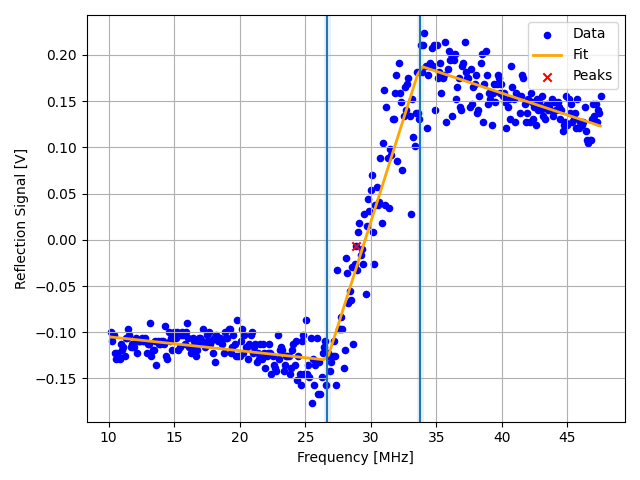 Data
Fit
Peaks
0.20
0.15
0.10
0.05
0.00
−0.05
−0.10
−0.15
Reflection Signal [V]
10 15 20 25 30 35 40 45
Frequency [MHz]